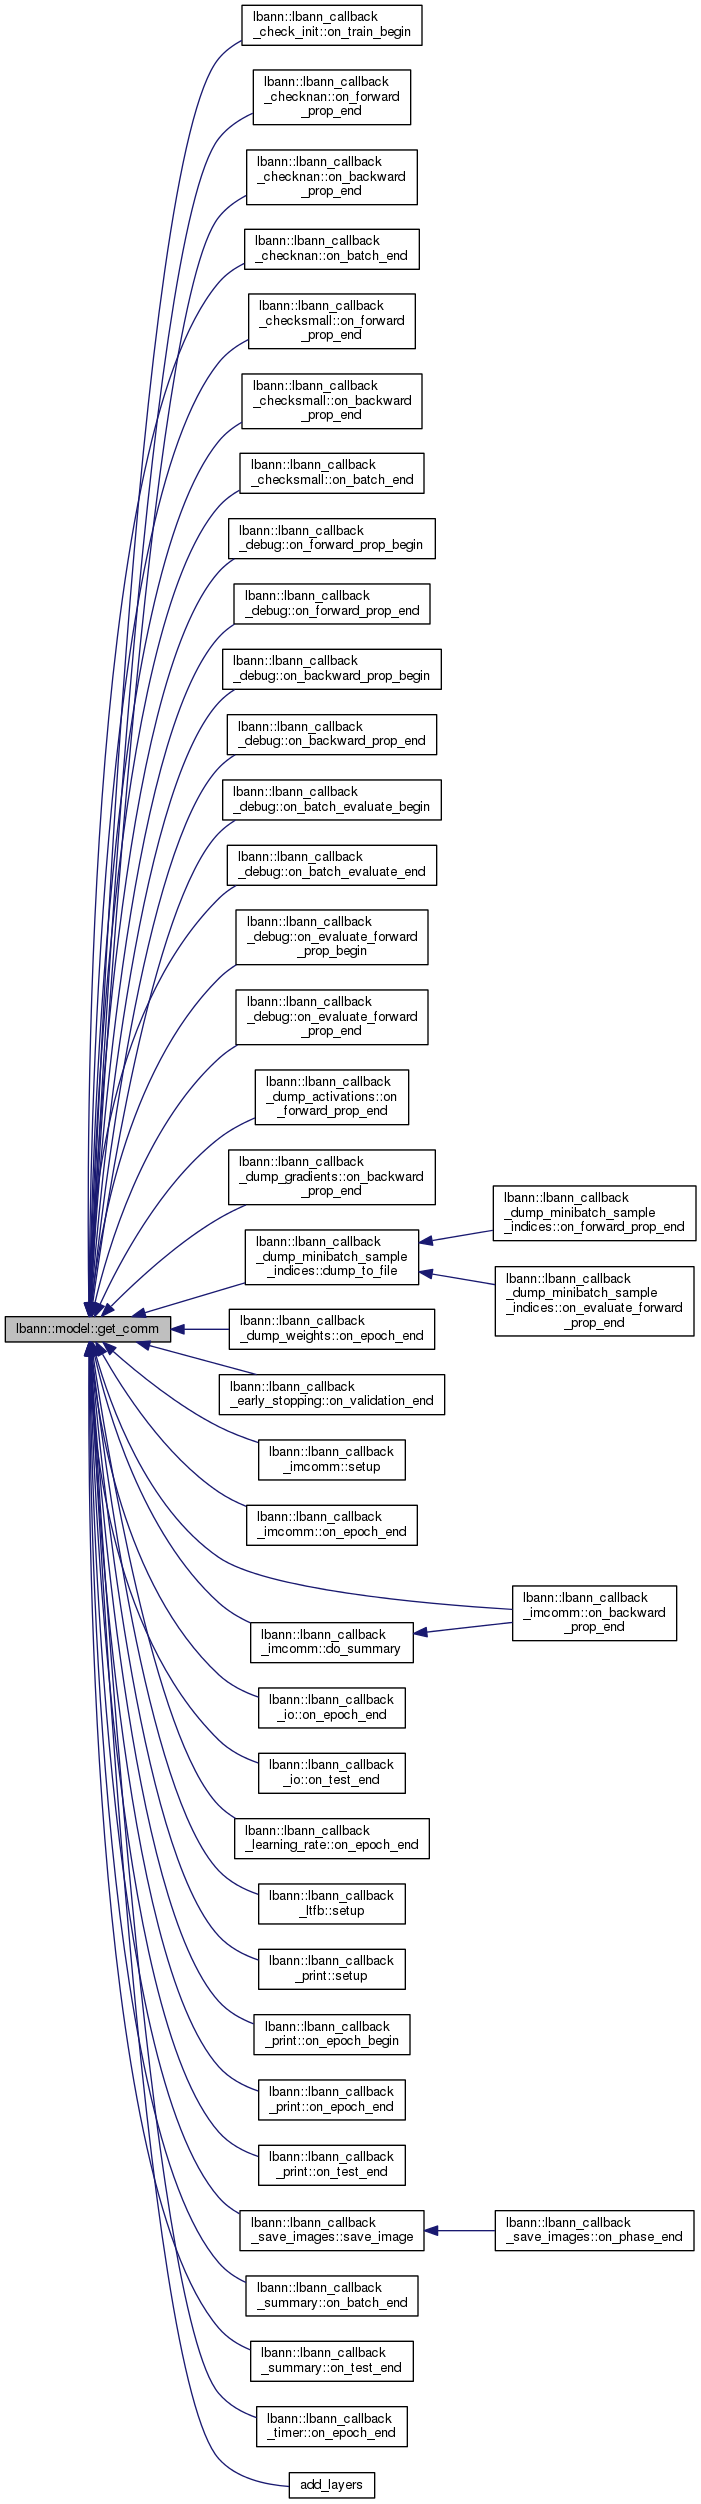 lbann::lbann_callback
_check_init::on_train_begin
lbann::lbann_callback
_checknan::on_forward
_prop_end
lbann::lbann_callback
_checknan::on_backward
_prop_end
lbann::lbann_callback
_checknan::on_batch_end
lbann::lbann_callback
_checksmall::on_forward
_prop_end
lbann::lbann_callback
_checksmall::on_backward
_prop_end
lbann::lbann_callback
_checksmall::on_batch_end
lbann::lbann_callback
_debug::on_forward_prop_begin
lbann::lbann_callback
_debug::on_forward_prop_end
lbann::lbann_callback
_debug::on_backward_prop_begin
lbann::lbann_callback
_debug::on_backward_prop_end
lbann::lbann_callback
_debug::on_batch_evaluate_begin
lbann::lbann_callback
_debug::on_batch_evaluate_end
lbann::lbann_callback
_debug::on_evaluate_forward
_prop_begin
lbann::lbann_callback
_debug::on_evaluate_forward
_prop_end
lbann::lbann_callback
_dump_activations::on
_forward_prop_end
lbann::lbann_callback
_dump_gradients::on_backward
_prop_end
lbann::lbann_callback
_dump_minibatch_sample
_indices::dump_to_file
lbann::lbann_callback
_dump_minibatch_sample
_indices::on_forward_prop_end
lbann::lbann_callback
_dump_minibatch_sample
_indices::on_evaluate_forward
_prop_end
lbann::model::get_comm
lbann::lbann_callback
_dump_weights::on_epoch_end
lbann::lbann_callback
_early_stopping::on_validation_end
lbann::lbann_callback
_imcomm::setup
lbann::lbann_callback
_imcomm::on_epoch_end
lbann::lbann_callback
_imcomm::on_backward
_prop_end
lbann::lbann_callback
_imcomm::do_summary
lbann::lbann_callback
_io::on_epoch_end
lbann::lbann_callback
_io::on_test_end
lbann::lbann_callback
_learning_rate::on_epoch_end
lbann::lbann_callback
_ltfb::setup
lbann::lbann_callback
_print::setup
lbann::lbann_callback
_print::on_epoch_begin
lbann::lbann_callback
_print::on_epoch_end
lbann::lbann_callback
_print::on_test_end
lbann::lbann_callback
_save_images::save_image
lbann::lbann_callback
_save_images::on_phase_end
lbann::lbann_callback
_summary::on_batch_end
lbann::lbann_callback
_summary::on_test_end
lbann::lbann_callback
_timer::on_epoch_end
add_layers